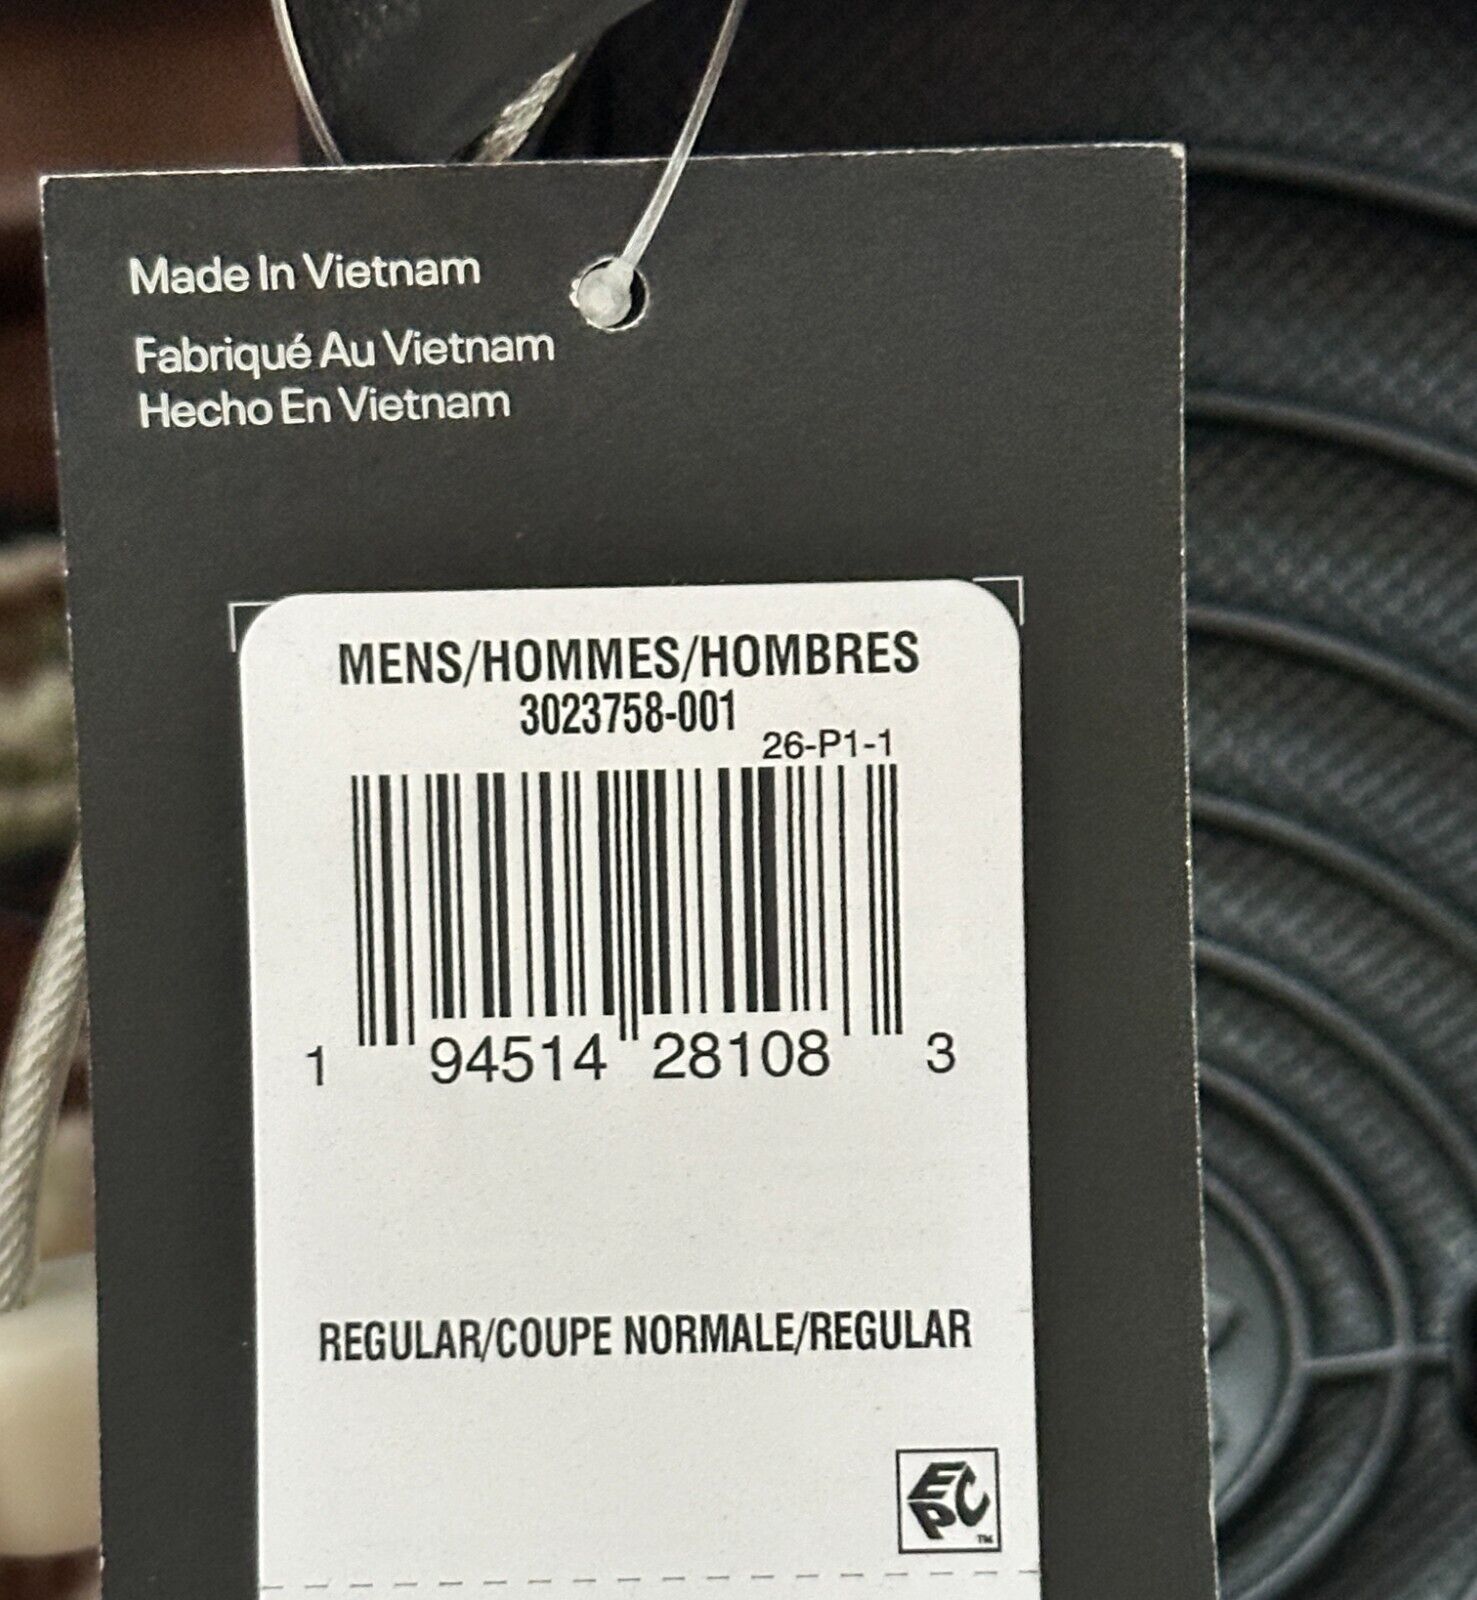 Made In Vietnam
Fabriqué Au Vietnam
Hecho En Vietnam
MENS/HOMMES/HOMBRES
3023758-001
26-P1-1
1 94514 28108 3
REGULAR/COUPE NORMALE/REGULAR
EPC
TM